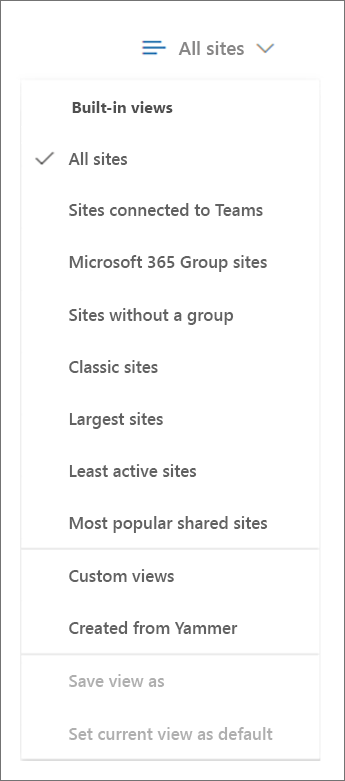 All sites
Built-in views
All sites
Sites connected to Teams
Microsoft 365 Group sites
Sites without a group
Classic sites
Largest sites
Least active sites
Most popular shared sites
Custom views
Created from Yammer
Save view as
Set current view as default